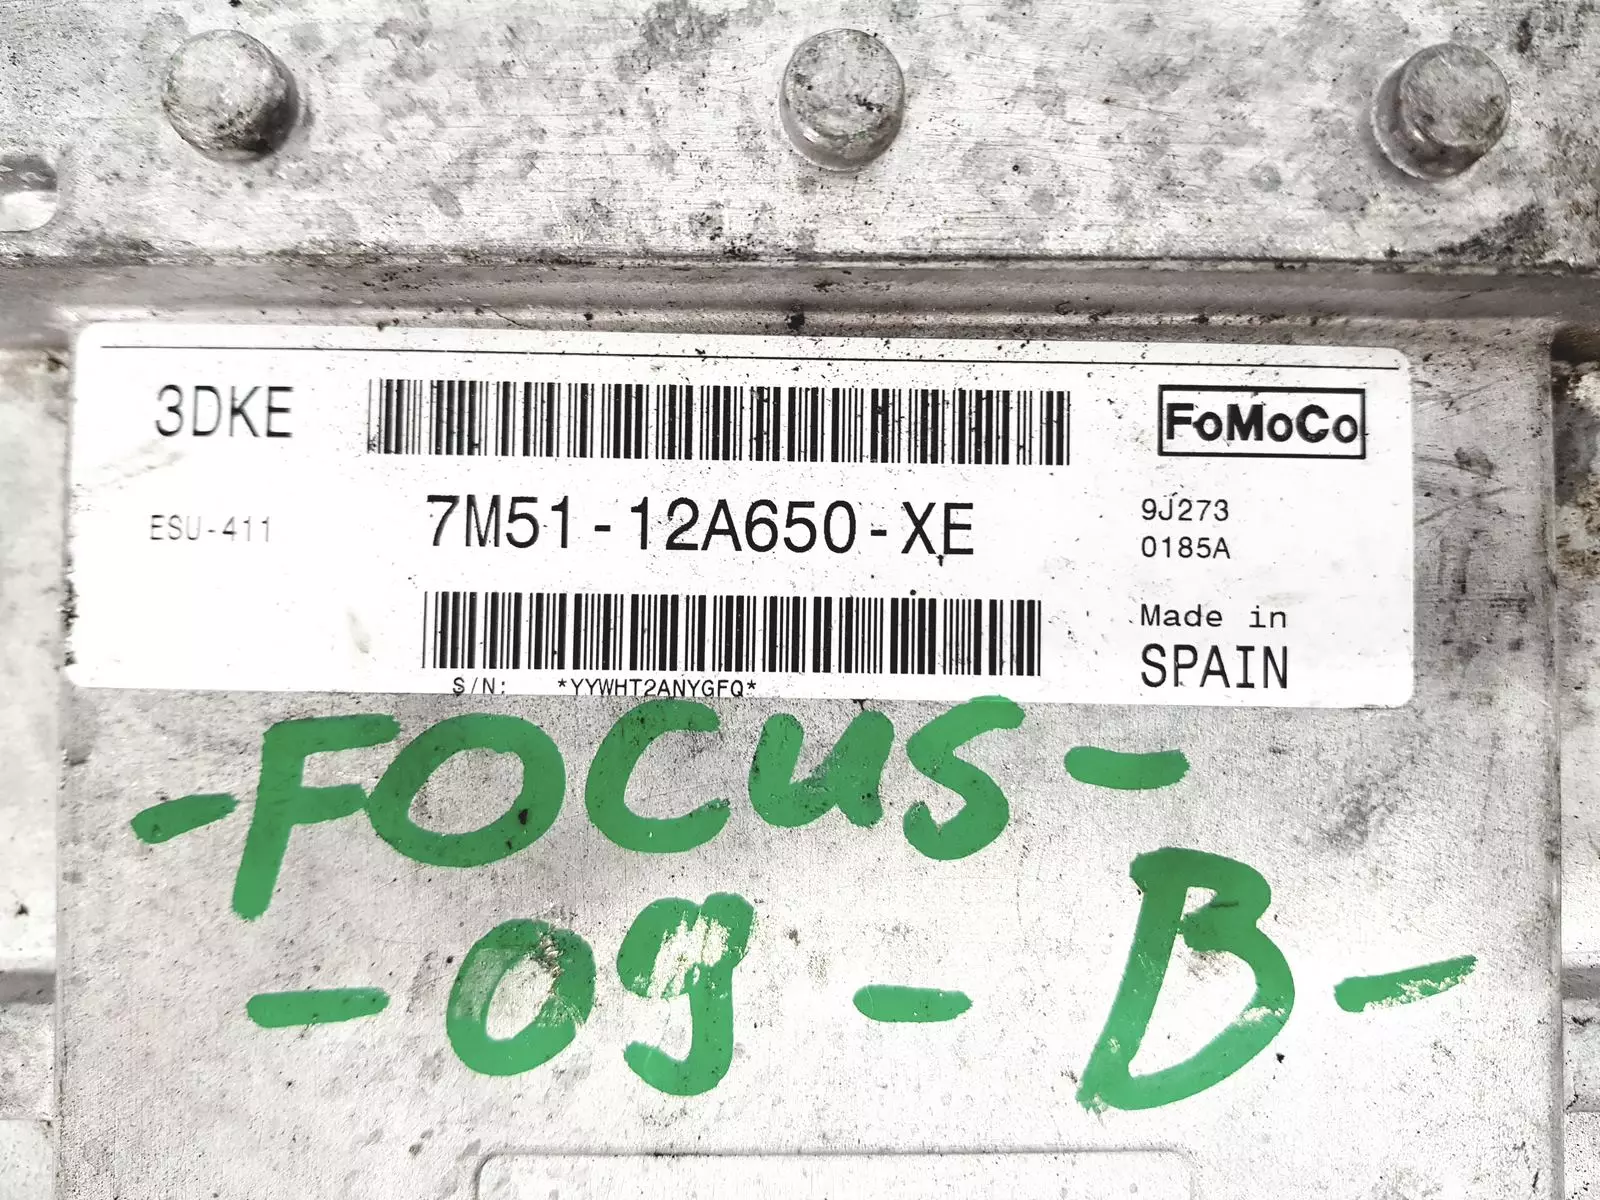 3DKE
FoMoCo
ESU-411
7M51-12A650-XE
9J273
0185A
Made in
SPAIN
S/N: *YYWHT2ANYGFQ*
-FOCUS-
-09-B-